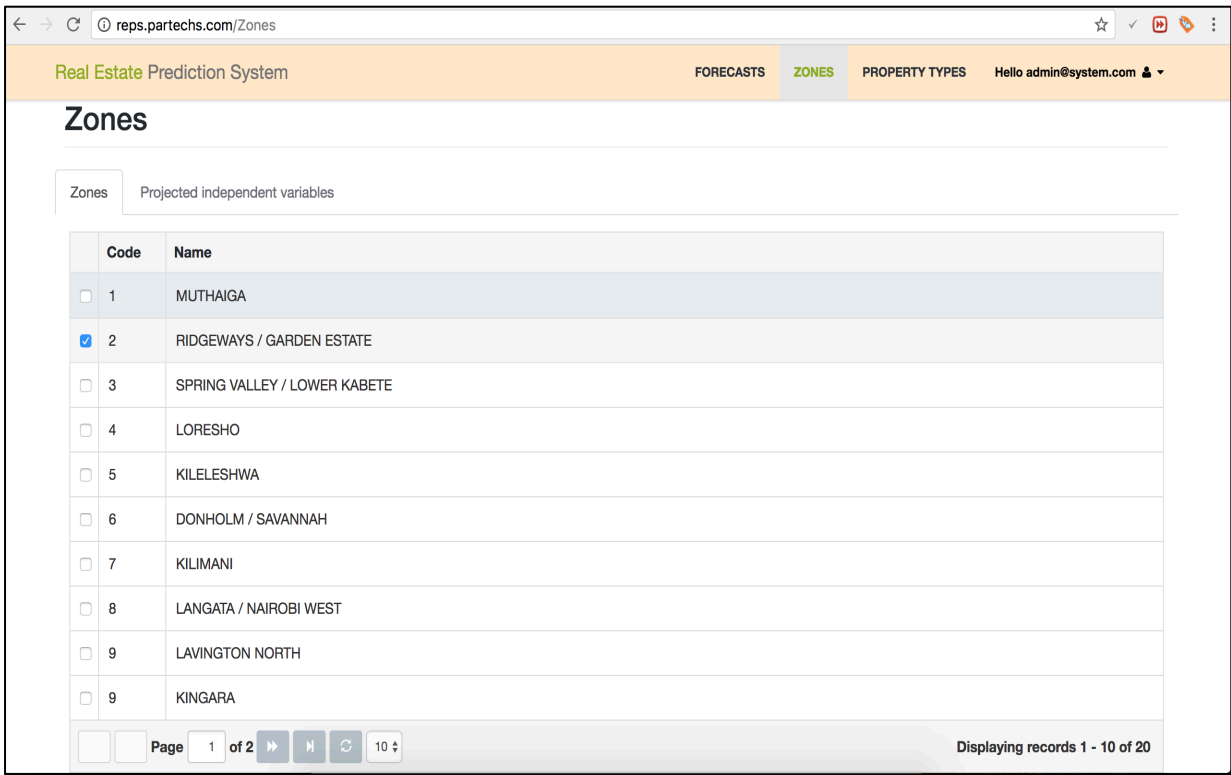 reps.partechs.com/Zones
Real Estate Prediction System FORECASTS ZONES PROPERTY TYPES Hello admin@system.com
Zones
Zones Projected independent variables
Code Name
1 MUTHAIGA
2 RIDGEWAYS / GARDEN ESTATE
3 SPRING VALLEY / LOWER KABETE
4 LORESHO
5 KILELESHWA
6 DONHOLM / SAVANNAH
7 KILIMANI
8 LANGATA / NAIROBI WEST
9 LAVINGTON NORTH
9 KINGARA
Page 1 of 2 10 Displaying records 1 - 10 of 20